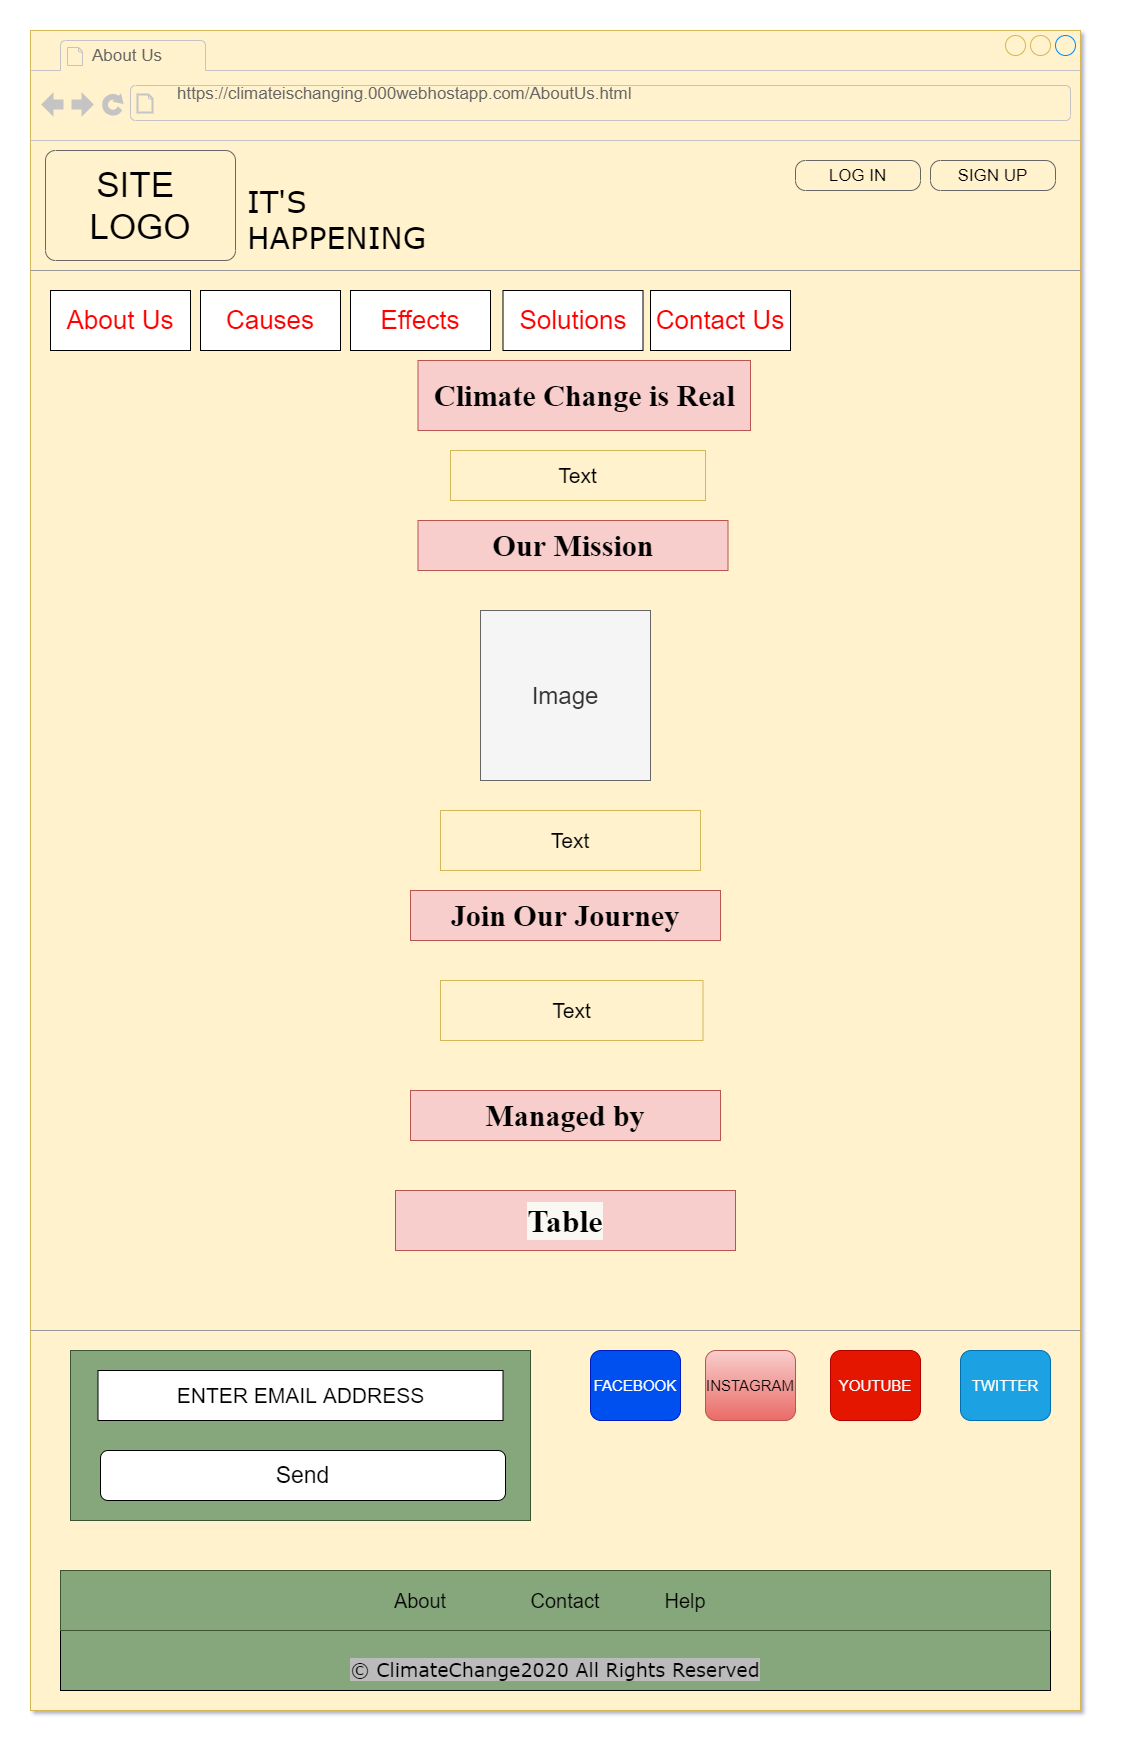 About Us
https://climateischanging.000webhostapp.com/AboutUs.html
SITE
LOGO
IT'S
HAPPENING
LOG IN
SIGN UP
About Us
Causes
Effects
Solutions
Contact Us
Climate Change is Real
Text
Our Mission
Image
Text
Join Our Journey
Text
Managed by
Table
ENTER EMAIL ADDRESS
Send
FACEBOOK
INSTAGRAM
YOUTUBE
TWITTER
About
Contact
Help
© ClimateChange2020 All Rights Reserved